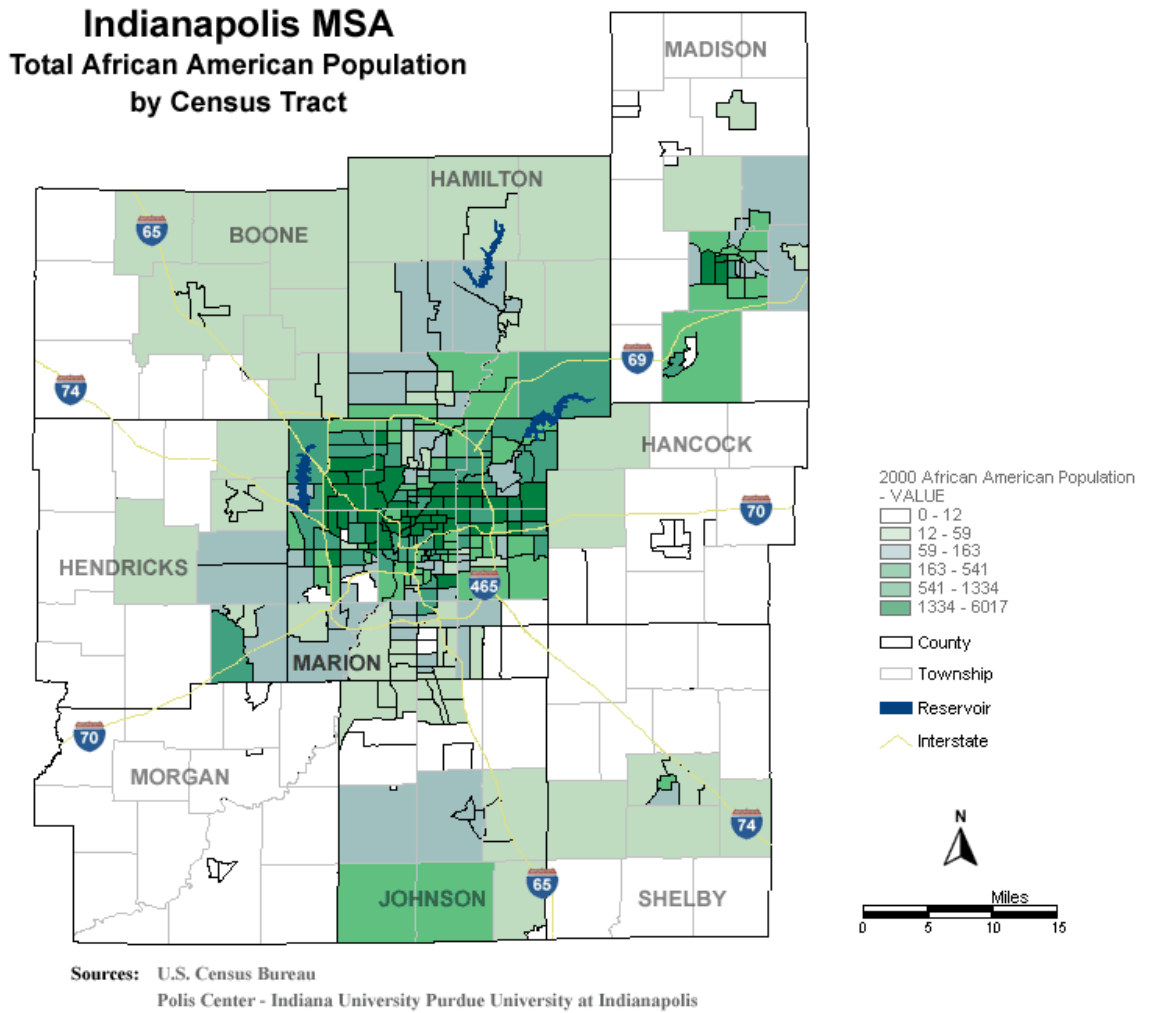 Indianapolis MSA
Total African American Population
by Census Tract
MADISON
HAMILTON
65
BOONE
69
74
HANCOCK
70
HENDRICKS
465
MARION
70
MORGAN
74
JOHNSON
65
SHELBY
2000 African American Population
- VALUE
0 - 12
12 - 59
59 - 163
163 - 541
541 - 1334
1334 - 6017
County
Township
Reservoir
Interstate
N
Miles
0 5 10 15
Sources: U.S. Census Bureau
Polis Center - Indiana University Purdue University at Indianapolis